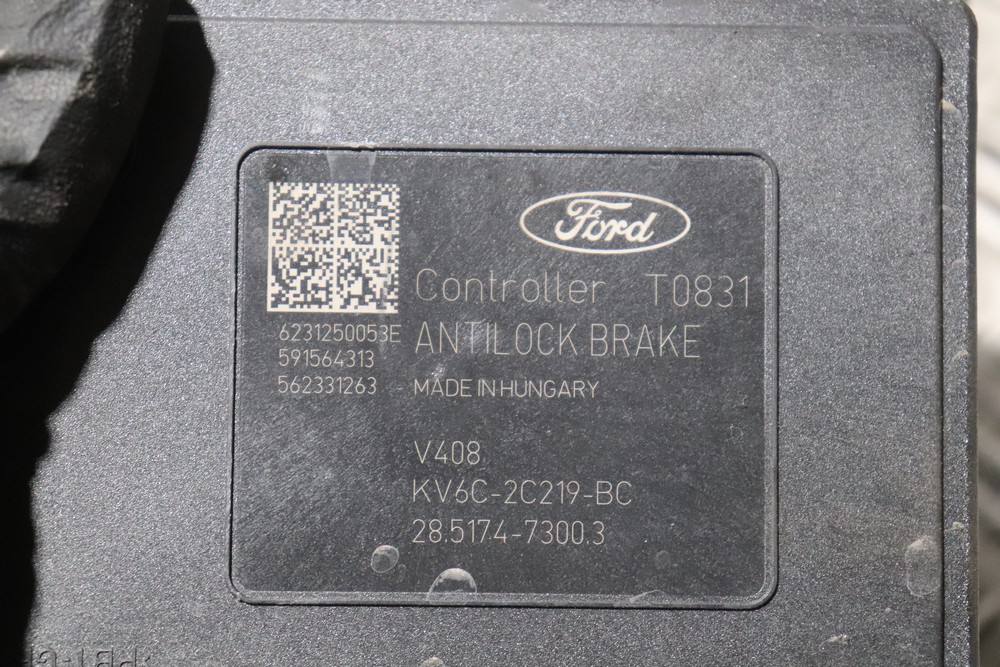 Ford
Controller T0831
6231250053E
ANTILOCK BRAKE
591564313
562331263
MADE IN HUNGARY
V408
KV6C-2C219-BC
28.5174-7300.3